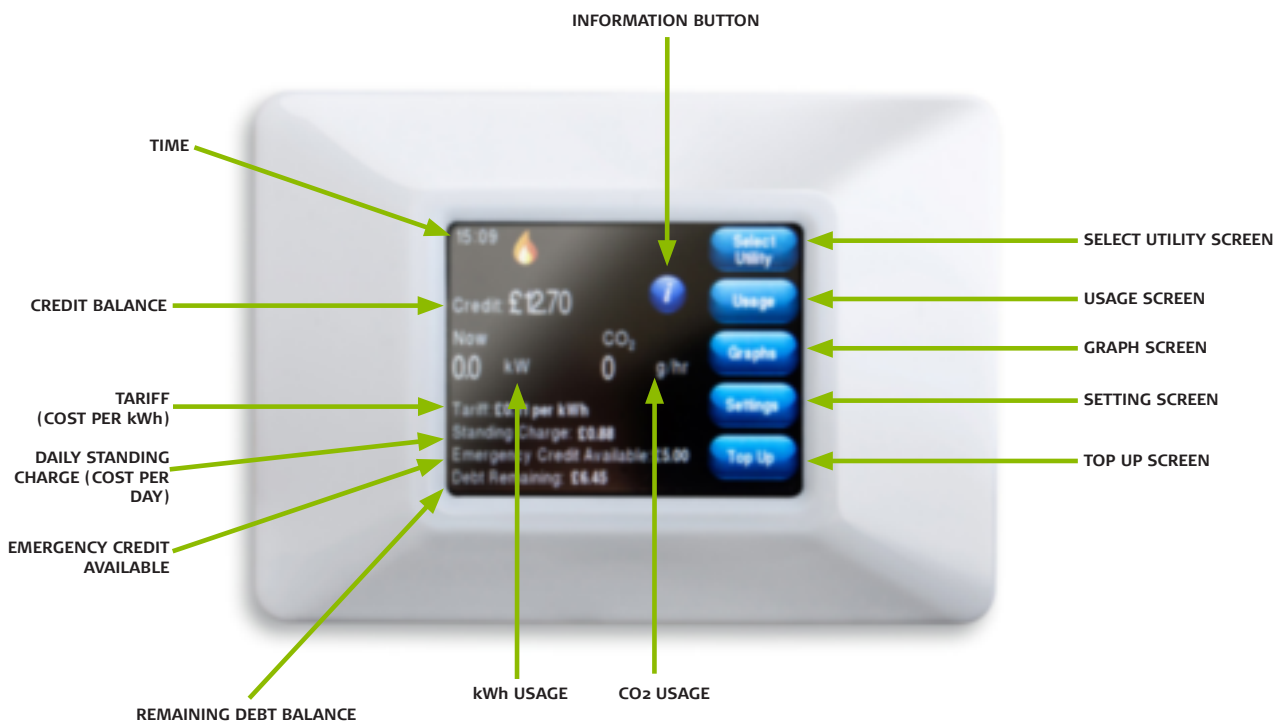 INFORMATION BUTTON
TIME
15:09
Select
Utility
SELECT UTILITY SCREEN
CREDIT BALANCE
Credit: £12.70
i
Usage
USAGE SCREEN
Now
CO₂
Graphs
GRAPH SCREEN
0.0 kW
0 g/hr
TARIFF
(COST PER kWh)
Tariff: per kWh
Settings
SETTING SCREEN
DAILY STANDING
CHARGE (COST PER
DAY)
Standing Charge: £0.88
Emergency Credit Available: £5.00
Top Up
TOP UP SCREEN
Debt Remaining: £6.45
EMERGENCY CREDIT
AVAILABLE
kWh USAGE
CO2 USAGE
REMAINING DEBT BALANCE